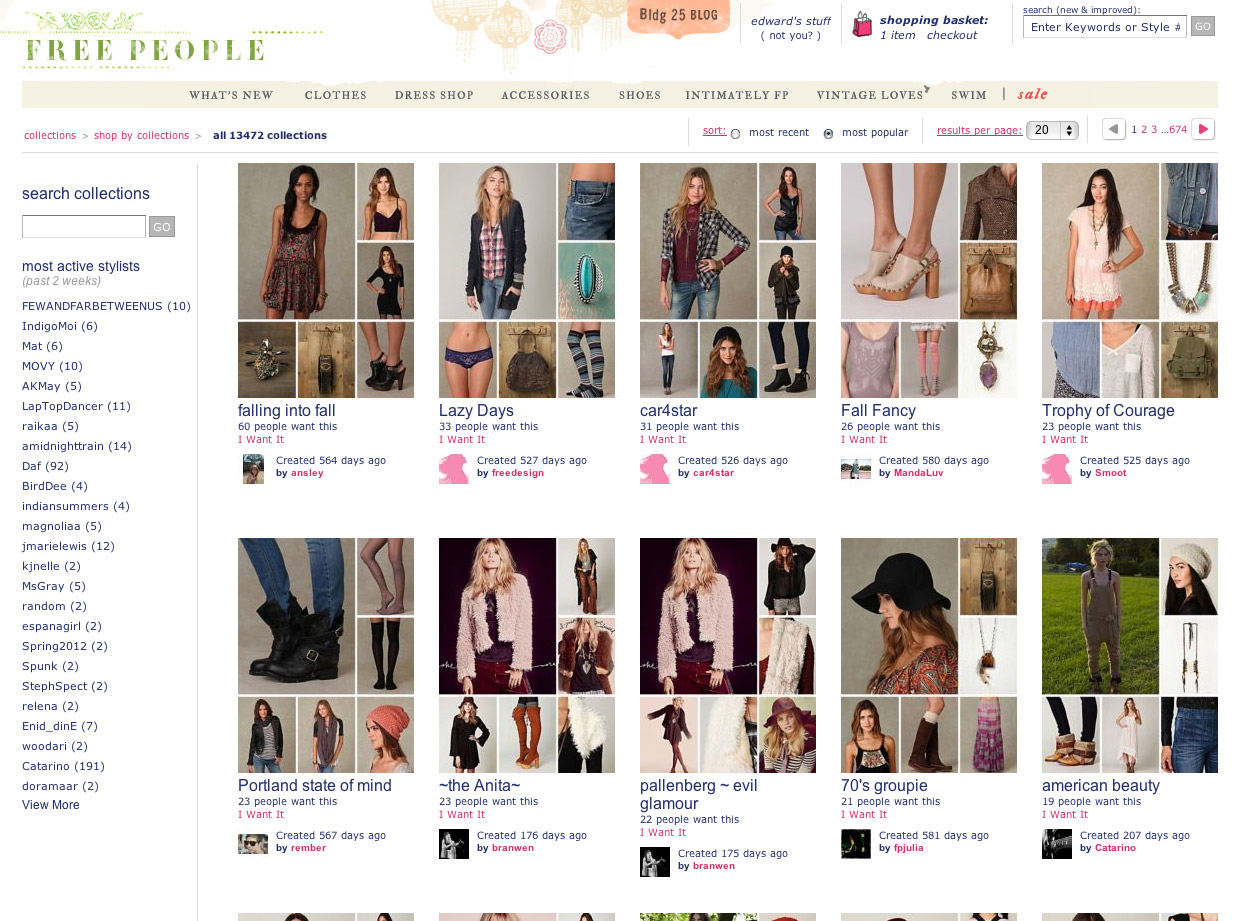 FREE PEOPLE
Bldg 25 BLOG
edward's stuff
( not you? )
shopping basket:
1 item checkout
search (new & improved):
Enter Keywords or Style #
GO
WHAT'S NEW CLOTHES DRESS SHOP ACCESSORIES SHOES INTIMATELY FP VINTAGE LOVES SWIM | sale
collections > shop by collections > all 13472 collections
sort: most recent most popular
results per page: 20
1 2 3 ...674
search collections
GO
most active stylists
(past 2 weeks)
FEWANDFARBETWEENUS (10)
IndigoMoi (6)
Mat (6)
MOVY (10)
AKMay (5)
LapTopDancer (11)
raikaa (5)
amidnighttrain (14)
Daf (92)
BirdDee (4)
indiansummers (4)
magnoliaa (5)
jmarielewis (12)
kjnelle (2)
MsGray (5)
random (2)
espanagirl (2)
Spring2012 (2)
Spunk (2)
StephSpect (2)
relena (2)
Enid_dinE (7)
woodari (2)
Catarino (191)
doramaar (2)
View More
falling into fall
60 people want this
I Want It
Created 564 days ago
by ansley
Lazy Days
33 people want this
I Want It
Created 527 days ago
by freedesign
car4star
31 people want this
I Want It
Created 526 days ago
by car4star
Fall Fancy
26 people want this
I Want It
Created 580 days ago
by MandaLuv
Trophy of Courage
23 people want this
I Want It
Created 525 days ago
by Smoot
Portland state of mind
23 people want this
I Want It
Created 567 days ago
by rember
~the Anita~
23 people want this
I Want It
Created 176 days ago
by branwen
pallenberg ~ evil
glamour
22 people want this
I Want It
Created 175 days ago
by branwen
70's groupie
21 people want this
I Want It
Created 581 days ago
by fpjulia
american beauty
19 people want this
I Want It
Created 207 days ago
by Catarino